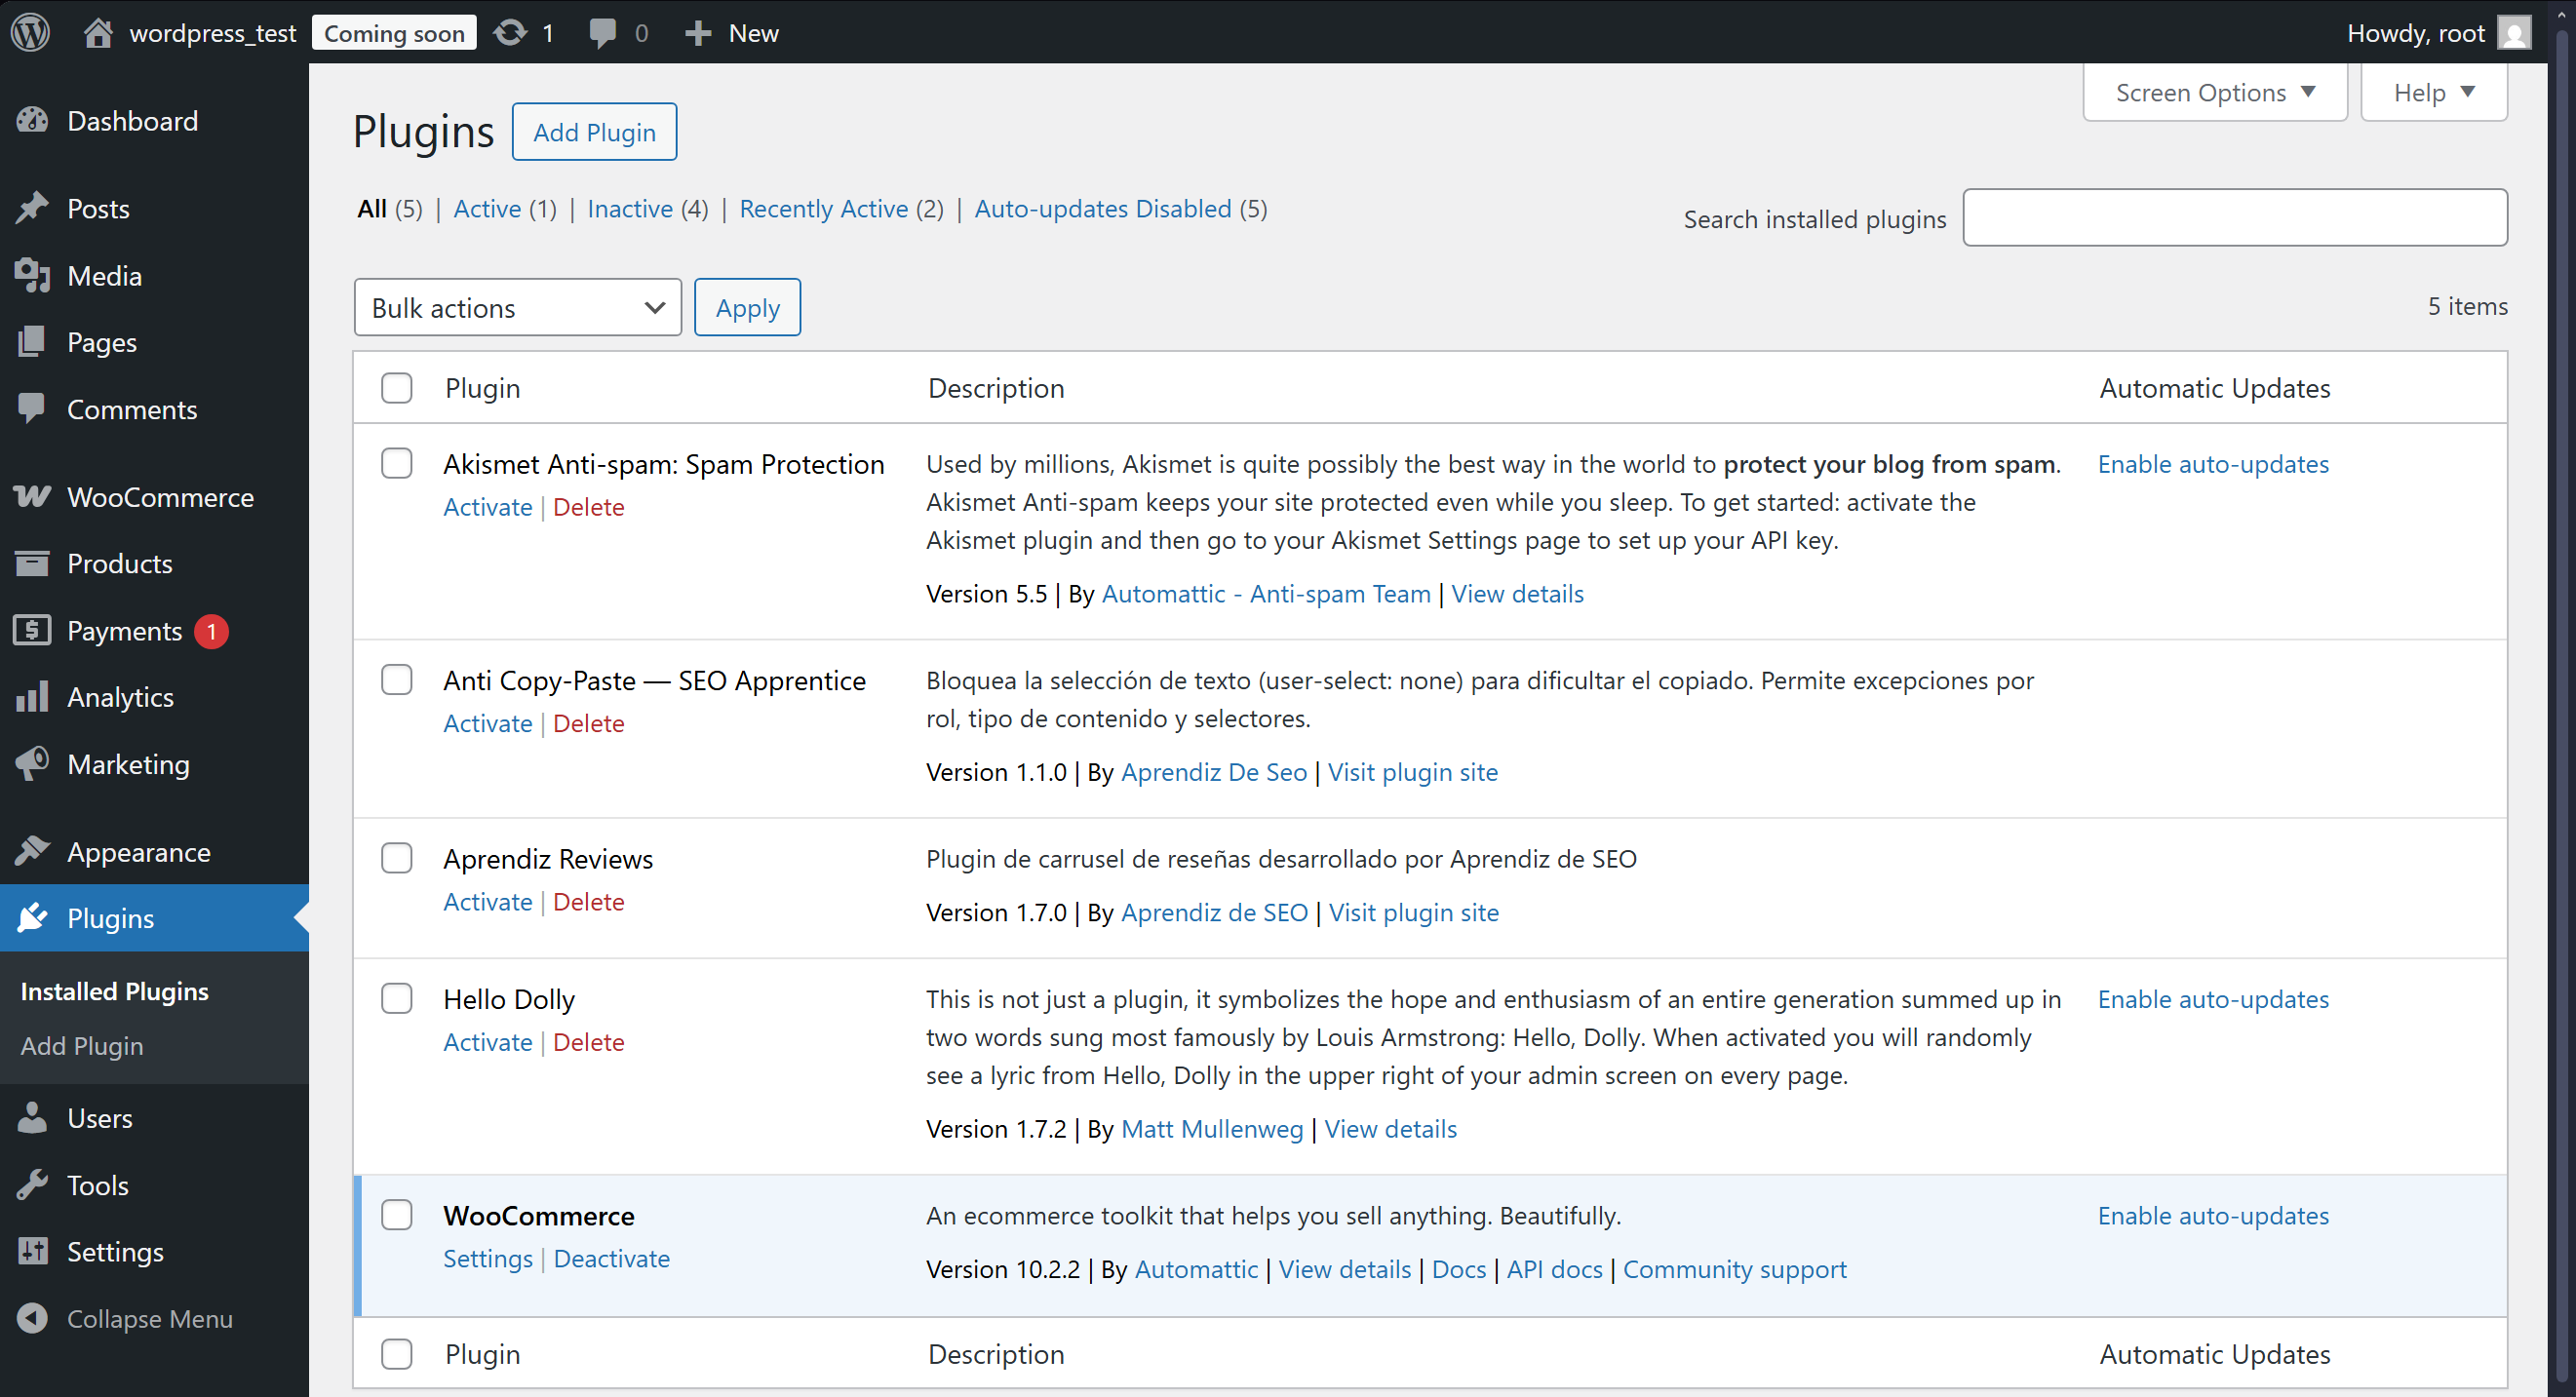 wordpress_test Coming soon 1 0 New Howdy, root
Screen Options Help
Dashboard
Posts
Media
Pages
Comments
WooCommerce
Products
Payments 1
Analytics
Marketing
Appearance
Plugins
Installed Plugins
Add Plugin
Users
Tools
Settings
Collapse Menu
Plugins Add Plugin
All (5) | Active (1) | Inactive (4) | Recently Active (2) | Auto-updates Disabled (5)
Search installed plugins
Bulk actions Apply 5 items
Plugin Description Automatic Updates
Akismet Anti-spam: Spam Protection
Activate | Delete
Used by millions, Akismet is quite possibly the best way in the world to protect your blog from spam.
Akismet Anti-spam keeps your site protected even while you sleep. To get started: activate the
Akismet plugin and then go to your Akismet Settings page to set up your API key.
Version 5.5 | By Automattic - Anti-spam Team | View details
Enable auto-updates
Anti Copy-Paste — SEO Apprentice
Activate | Delete
Bloquea la selección de texto (user-select: none) para dificultar el copiado. Permite excepciones por
rol, tipo de contenido y selectores.
Version 1.1.0 | By Aprendiz De Seo | Visit plugin site
Aprendiz Reviews
Activate | Delete
Plugin de carrusel de reseñas desarrollado por Aprendiz de SEO
Version 1.7.0 | By Aprendiz de SEO | Visit plugin site
Hello Dolly
Activate | Delete
This is not just a plugin, it symbolizes the hope and enthusiasm of an entire generation summed up in
two words sung most famously by Louis Armstrong: Hello, Dolly. When activated you will randomly
see a lyric from Hello, Dolly in the upper right of your admin screen on every page.
Version 1.7.2 | By Matt Mullenweg | View details
Enable auto-updates
WooCommerce
Settings | Deactivate
An ecommerce toolkit that helps you sell anything. Beautifully.
Version 10.2.2 | By Automattic | View details | Docs | API docs | Community support
Enable auto-updates
Plugin Description Automatic Updates